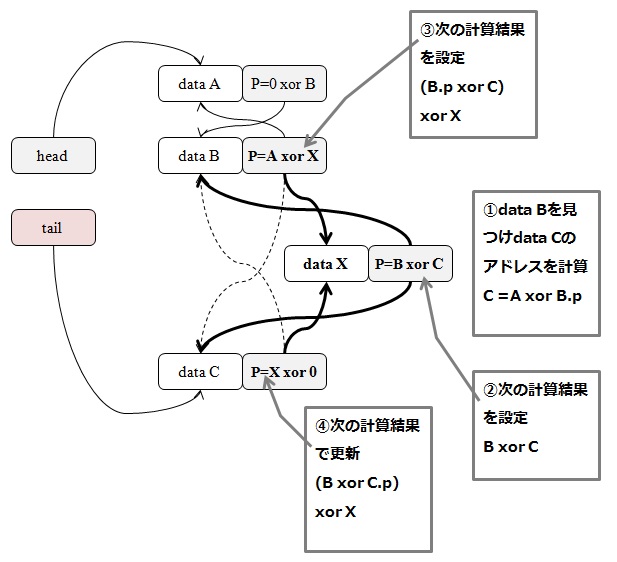 ③次の計算結果
を設定
(B.p xor C)
xor X
data A
P=0 xor B
head
data B
P=A xor X
tail
①data Bを見
つけdata Cの
アドレスを計算
C =A xor B.p
data X
P=B xor C
data C
P=X xor 0
②次の計算結果
を設定
B xor C
④次の計算結果
で更新
(B xor C.p)
xor X